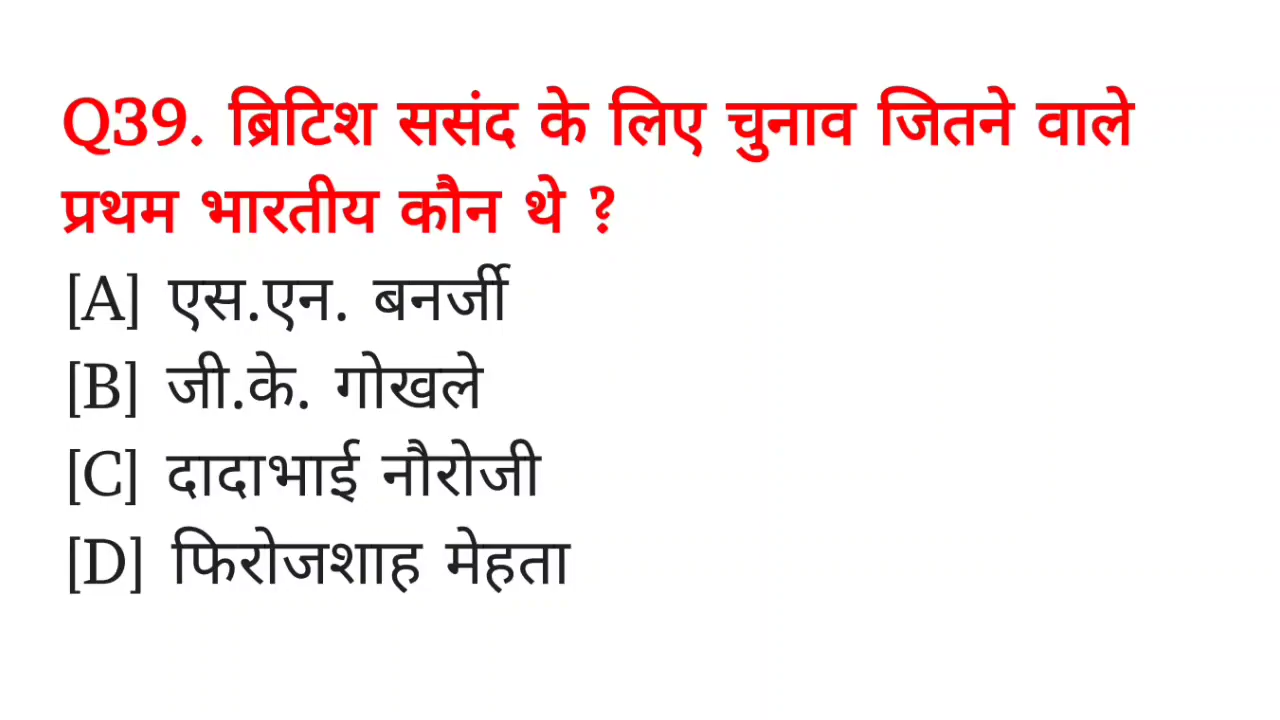 Q39. ब्रिटिश ससंद के लिए चुनाव जितने वाले
प्रथम भारतीय कौन थे ?
[A] एस.एन. बनर्जी
[B] जी.के. गोखले
[C] दादाभाई नौरोजी
[D] फिरोजशाह मेहता